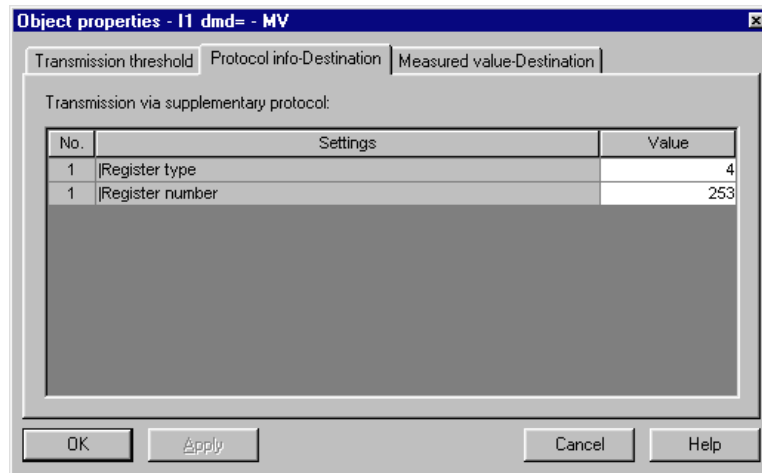 Object properties - I1 dmd= - MV
Transmission threshold Protocol info-Destination Measured value-Destination
Transmission via supplementary protocol:
No. Settings Value
1 |Register type 4
1 |Register number 253
OK Apply Cancel Help